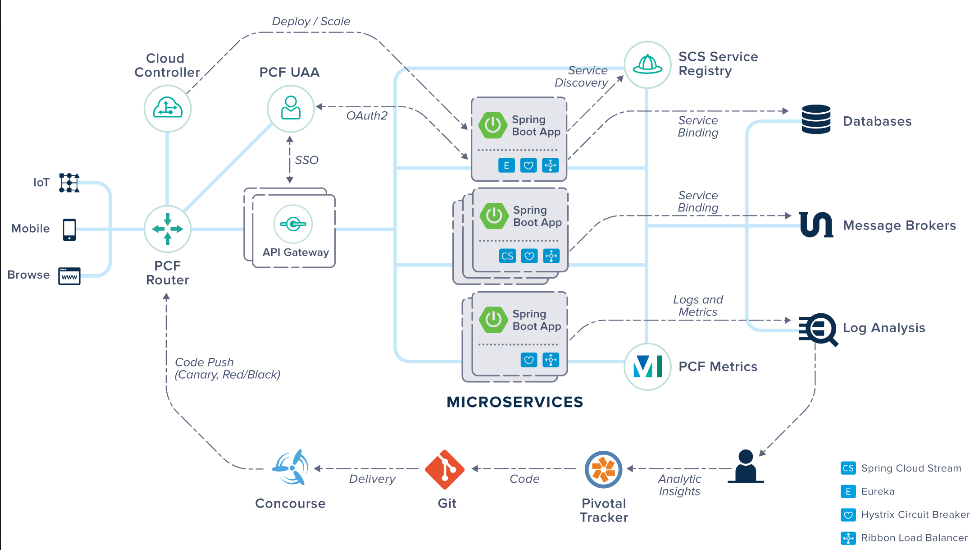 Deploy / Scale
Cloud
Controller
PCF UAA
SCS Service
Registry
Service
Discovery
OAuth2
Spring
Boot App
E
Service
Binding
Databases
SSO
IoT
Mobile
Browse
WWW
PCF
Router
API Gateway
Spring
Boot App
CS
Service
Binding
Message Brokers
Spring
Boot App
Logs and
Metrics
Log Analysis
PCF Metrics
MICROSERVICES
Code Push
(Canary, Red/Black)
Concourse
Delivery
Git
Code
Pivotal
Tracker
Analytic
Insights
CS Spring Cloud Stream
E Eureka
Hystrix Circuit Breaker
Ribbon Load Balancer